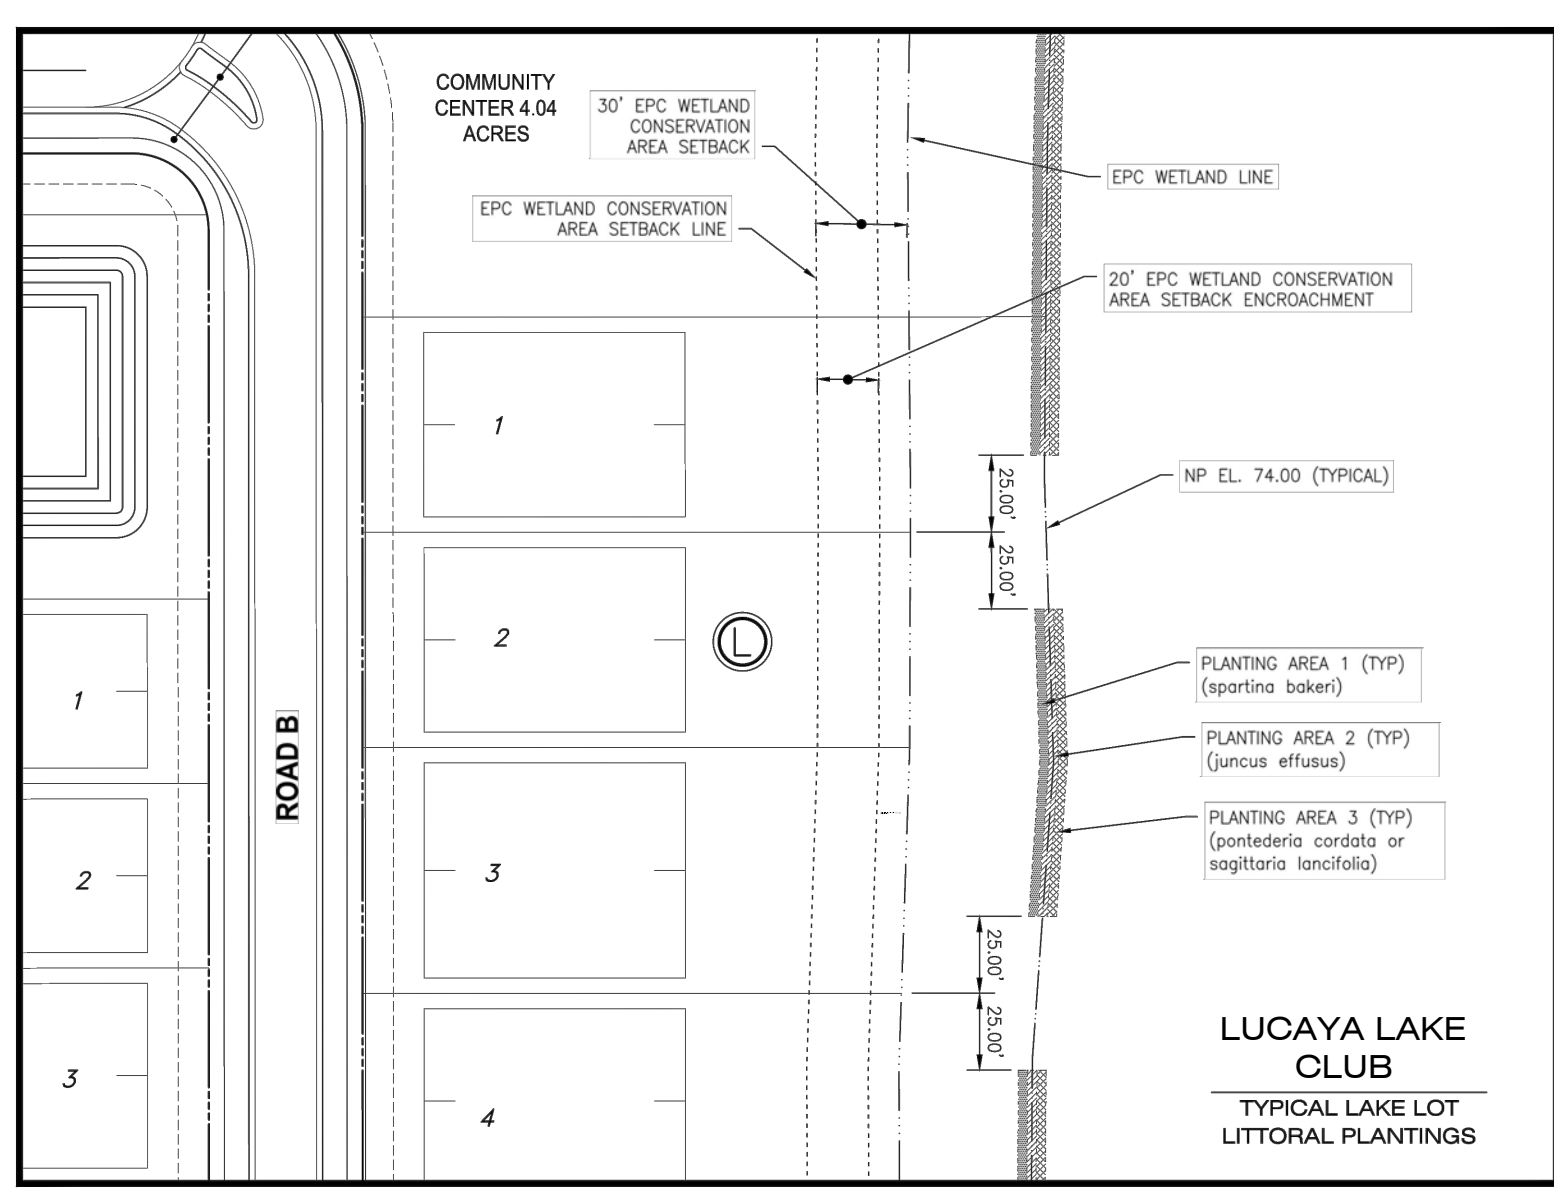 COMMUNITY
CENTER 4.04
ACRES
30' EPC WETLAND
CONSERVATION
AREA SETBACK
EPC WETLAND LINE
EPC WETLAND CONSERVATION
AREA SETBACK LINE
20' EPC WETLAND CONSERVATION
AREA SETBACK ENCROACHMENT
1
25.00'
NP EL. 74.00 (TYPICAL)
25.00'
2
L
PLANTING AREA 1 (TYP)
(spartina bakeri)
1
ROAD B
PLANTING AREA 2 (TYP)
(juncus effusus)
PLANTING AREA 3 (TYP)
(pontederia cordata or
sagittaria lancifolia)
3
2
25.00'
25.00'
3
4
LUCAYA LAKE
CLUB
TYPICAL LAKE LOT
LITTORAL PLANTINGS